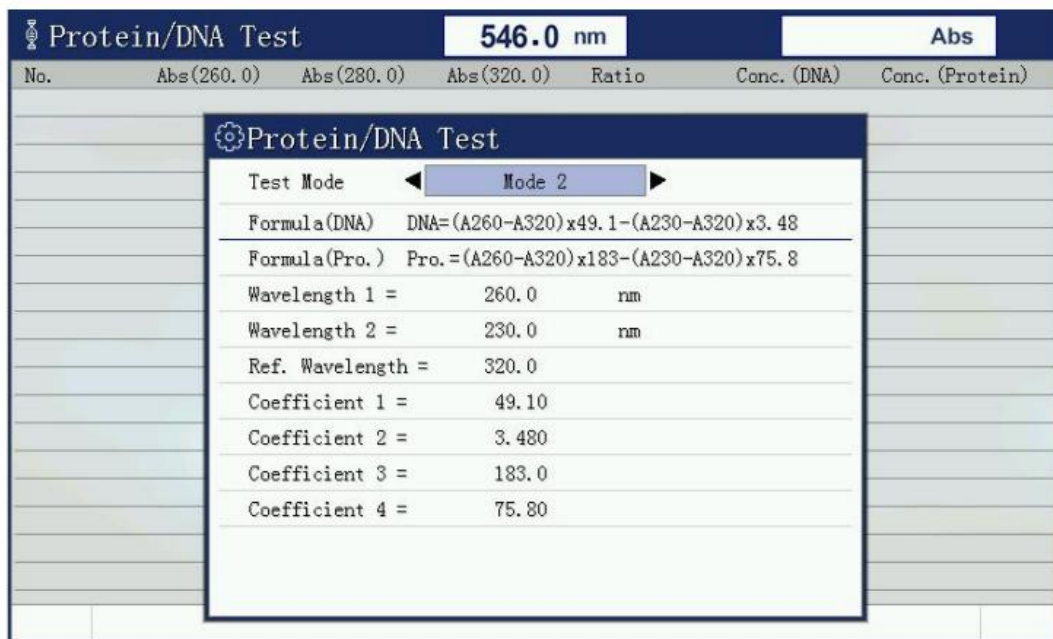 Protein/DNA Test 546.0 nm Abs
No. Abs(260.0) Abs(280.0) Abs(320.0) Ratio Conc.(DNA) Conc.(Protein)
Protein/DNA Test
Test Mode ◀ Mode 2 ▶
Formula(DNA) DNA=(A260-A320)x49.1-(A230-A320)x3.48
Formula(Pro.) Pro.=(A260-A320)x183-(A230-A320)x75.8
Wavelength 1 = 260.0 nm
Wavelength 2 = 230.0 nm
Ref. Wavelength = 320.0
Coefficient 1 = 49.10
Coefficient 2 = 3.480
Coefficient 3 = 183.0
Coefficient 4 = 75.80